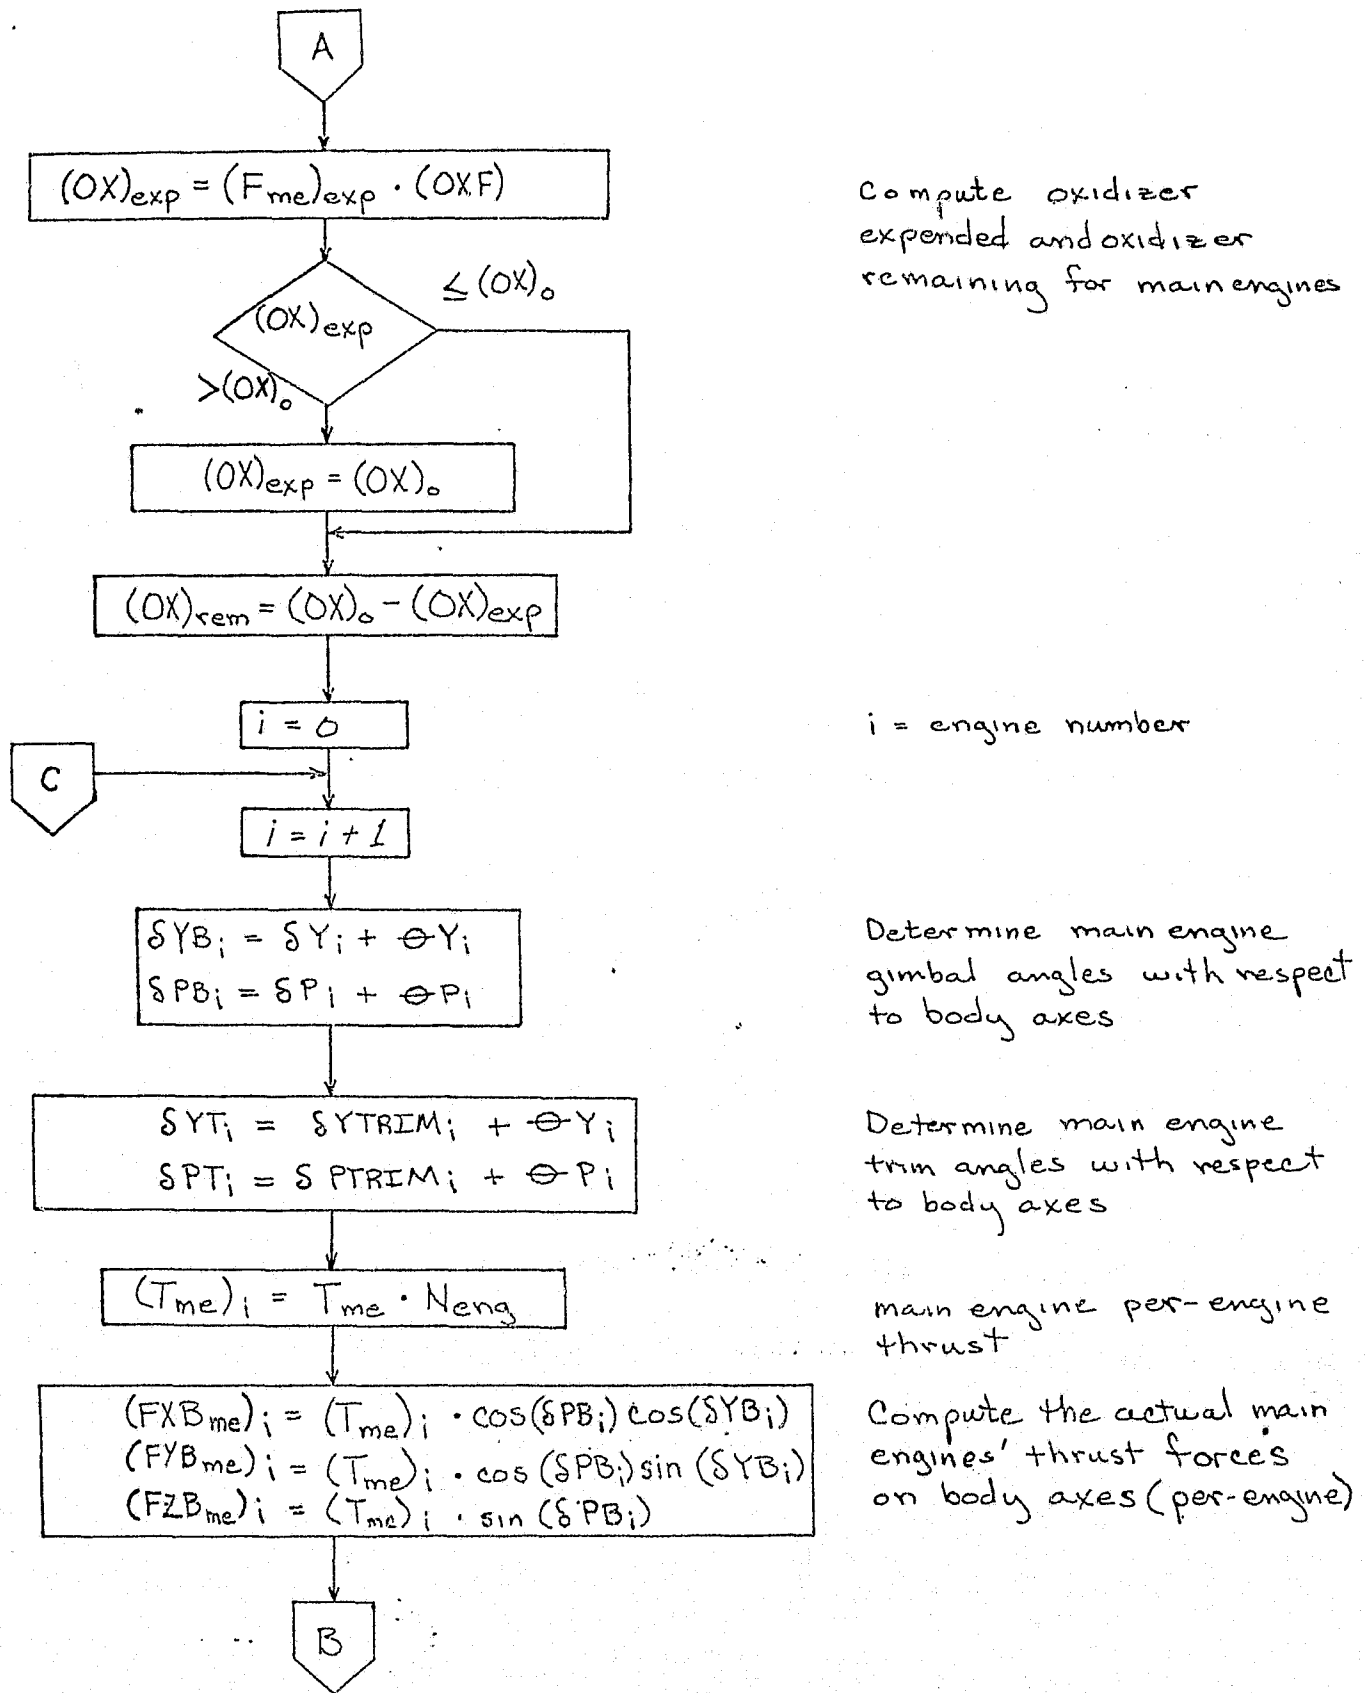 A
(OX)exp = (Fme)exp · (OXF)
Compute oxidizer
expended and oxidizer
remaining for main engines
≤ (OX)o
(OX)exp
>(OX)o
(OX)exp = (OX)o
(OX)rem = (OX)o - (OX)exp
i = 0
i = engine number
C
i = i + 1
δYBi = δYi + ΘYi
δPBi = δPi + ΘPi
Determine main engine
gimbal angles with respect
to body axes
δYTi = δYTRIMi + ΘYi
δPTi = δPTRIMi + ΘPi
Determine main engine
trim angles with respect
to body axes
(Tme)i = Tme · Neng
main engine per-engine
thrust
(FXBme)i = (Tme)i · cos(δPBi) cos(δYBi)
(FYBme)i = (Tme)i · cos (δPBi) sin (δYBi)
(FZBme)i = (Tme)i · sin (δPBi)
Compute the actual main
engines' thrust forces
on body axes (per-engine)
B